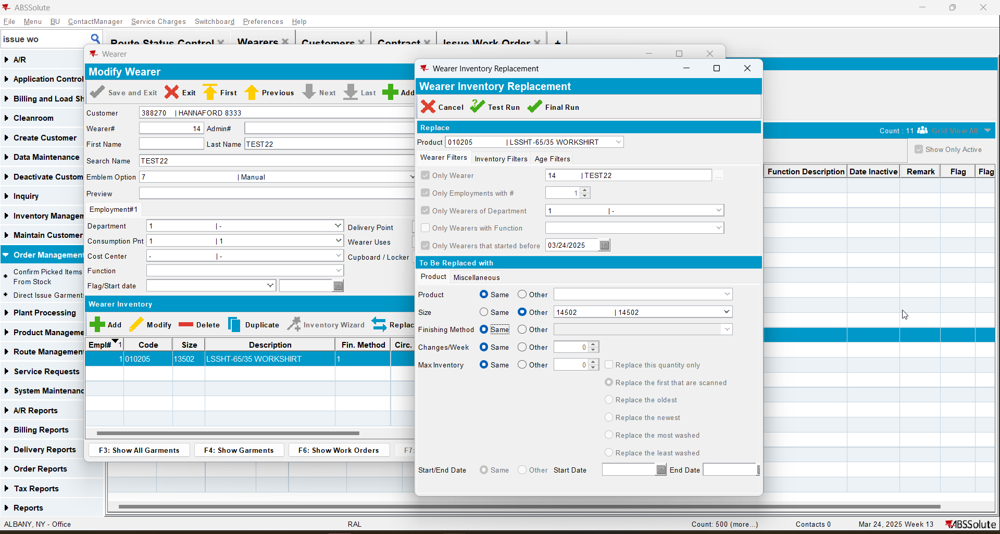 ABSSolute
File Menu BU ContactManager Service Charges Switchboard Preferences Help
issue wo
Route Status Control Wearers Customers Contract Issue Work Order +
A/R
Application Control
Billing and Load Sh
Cleanroom
Create Customer
Data Maintenance
Deactivate Custom
Inquiry
Inventory Managem
Maintain Customer
Order Management
Confirm Picked Items
From Stock
Direct Issue Garment
Plant Processing
Product Manageme
Route Management
Service Requests
System Maintenanc
A/R Reports
Billing Reports
Delivery Reports
Order Reports
Tax Reports
Reports
Wearer
Modify Wearer
Save and Exit Exit First Previous Next Last Add
Customer 388270 | HANNAFORD 8333
Wearer# 14 Admin#
First Name Last Name TEST22
Search Name TEST22
Emblem Option 7 | Manual
Preview
Employment#1
Department 1 | - Delivery Point
Consumption Pnt 1 | 1 Wearer Uses
Cost Center - | - Cupboard / Locker
Function
Flag/Start date 16
Wearer Inventory
Add Modify Delete Duplicate Inventory Wizard Replac
Empl# 1 Code Size Description Fin. Method Circ.
1 010205 13502 LSSHT-65/35 WORKSHIRT 1
F3: Show All Garments F4: Show Garments F6: Show Work Orders F7:
Wearer Inventory Replacement
Wearer Inventory Replacement
Cancel Test Run Final Run
Replace
Product 010205 | LSSHT-65/35 WORKSHIRT
Wearer Filters Inventory Filters Age Filters
Only Wearer 14 | TEST22 ...
Only Employments with # 1
Only Wearers of Department 1 | -
Only Wearers with Function
Only Wearers that started before 03/24/2025 16
To Be Replaced with
Product Miscellaneous
Product Same Other
Size Same Other 14502 | 14502
Finishing Method Same Other
Changes/Week Same Other 0
Max Inventory Same Other 0 Replace this quantity only
Replace the first that are scanned
Replace the oldest
Replace the newest
Replace the most washed
Replace the least washed
Start/End Date Same Other Start Date 16 End Date
Count : 11 Grid View All
Show Only Active
Function Description Date Inactive Remark Flag Flag
ALBANY, NY - Office RAL Count: 500 (more...) Contacts 0 Mar 24, 2025 Week 13 ABSSolute